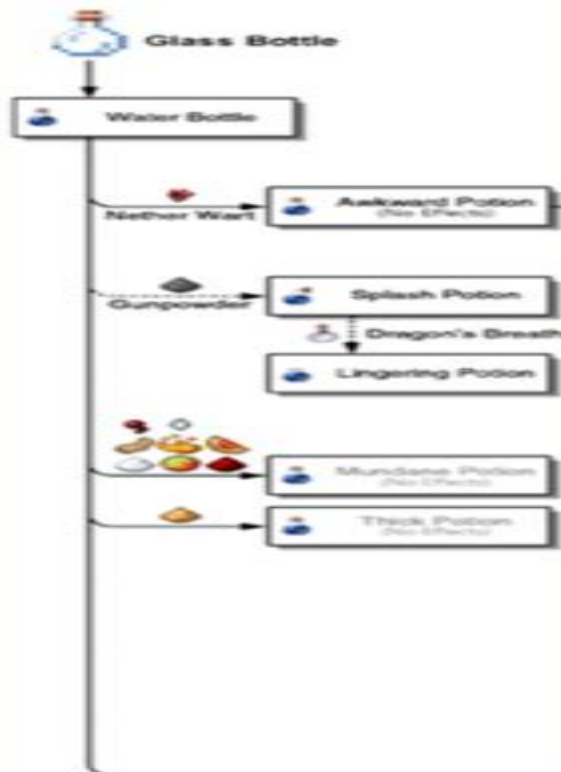 Glass Bottle
Water Bottle
Awkward Potion
(No Effects)
Nether Wart
Splash Potion
Gunpowder
Dragon's Breath
Lingering Potion
Mundane Potion
(No Effects)
Thick Potion
(No Effects)